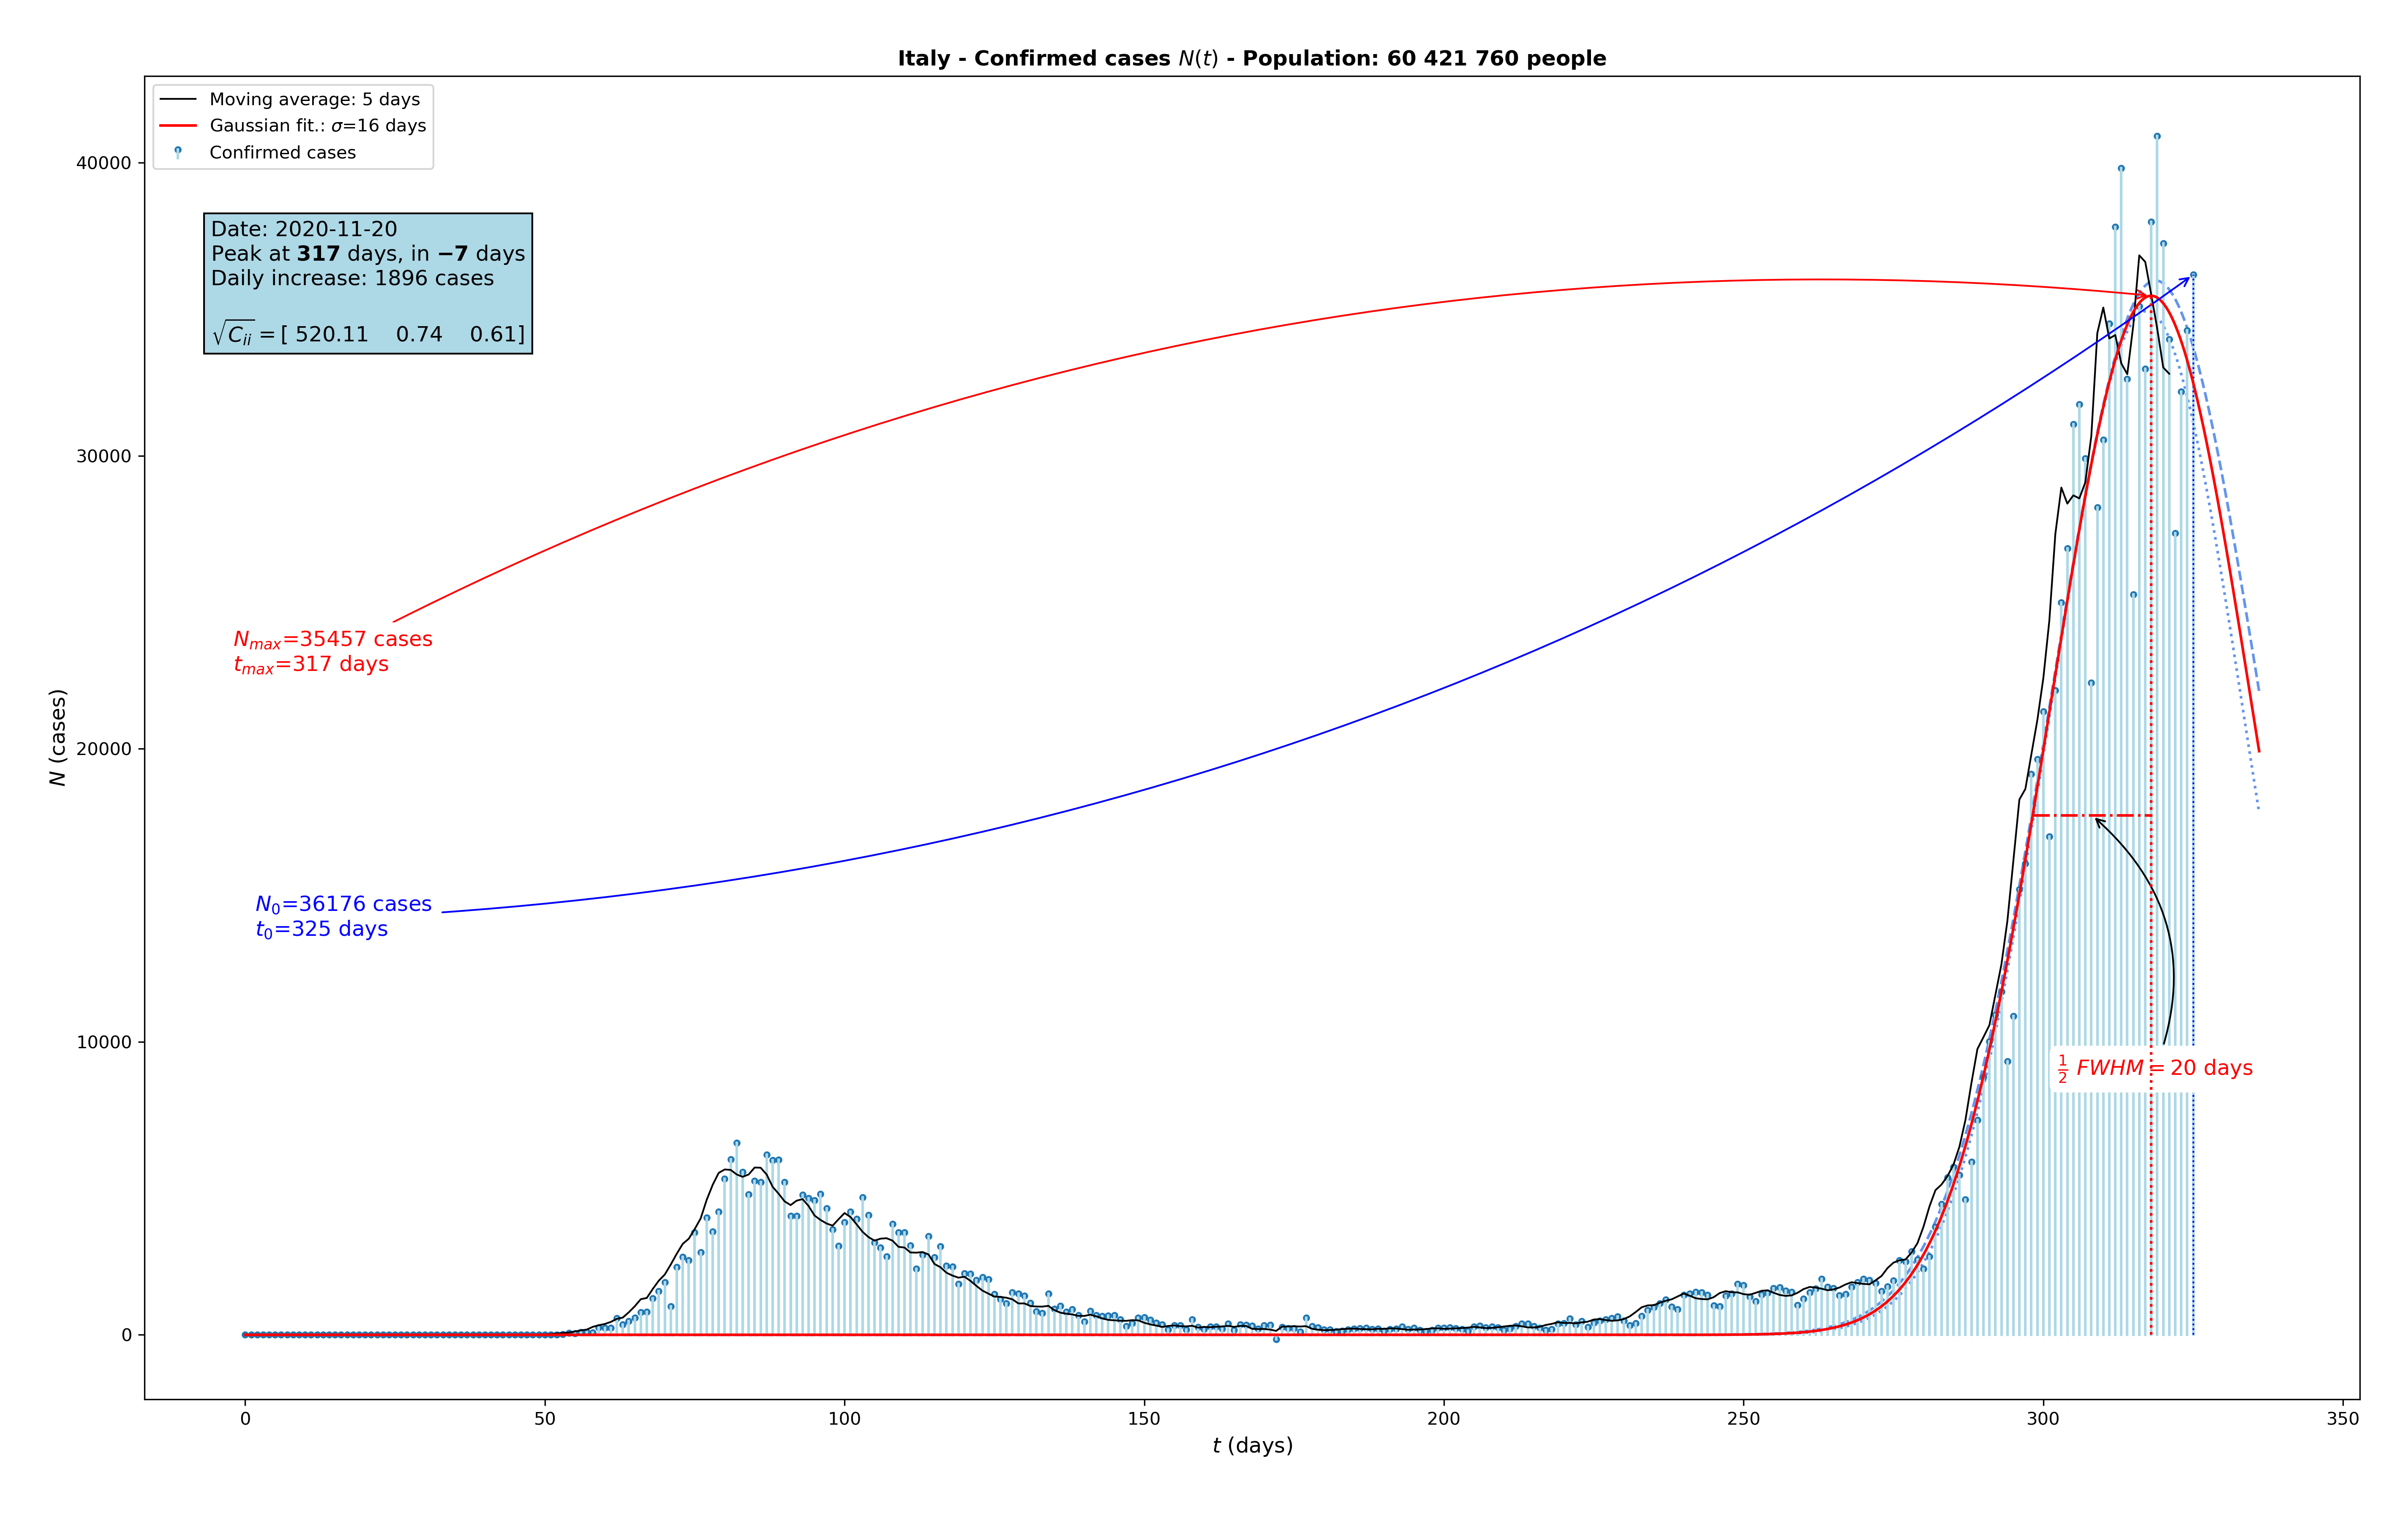 Italy - Confirmed cases N(t) - Population: 60 421 760 people
Moving average: 5 days
Gaussian fit.: σ=16 days
Confirmed cases
Date: 2020-11-20
Peak at 317 days, in −7 days
Daily increase: 1896 cases
√C_ii = [ 520.11 0.74 0.61]
N_max=35457 cases
t_max=317 days
N_0=36176 cases
t_0=325 days
½ FWHM = 20 days
N (cases)
40000
30000
20000
10000
0
0 50 100 150 200 250 300 350
t (days)